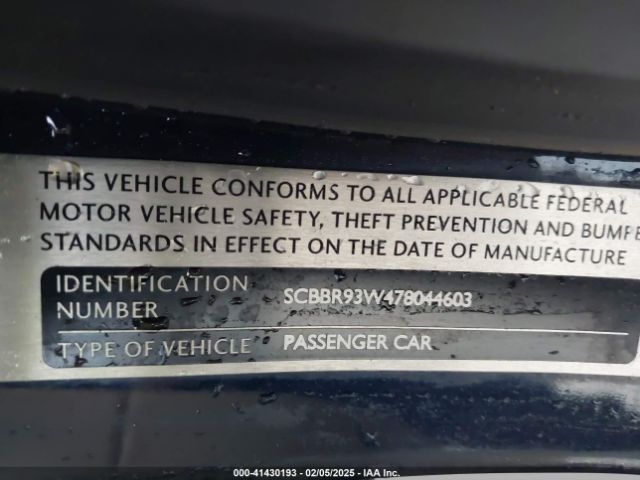 THIS VEHICLE CONFORMS TO ALL APPLICABLE FEDERAL
MOTOR VEHICLE SAFETY, THEFT PREVENTION AND BUMPE
STANDARDS IN EFFECT ON THE DATE OF MANUFACTURE
IDENTIFICATION
NUMBER
SCBBR93W478044603
TYPE OF VEHICLE
PASSENGER CAR
000-41430193 - 02/05/2025 - IAA Inc.